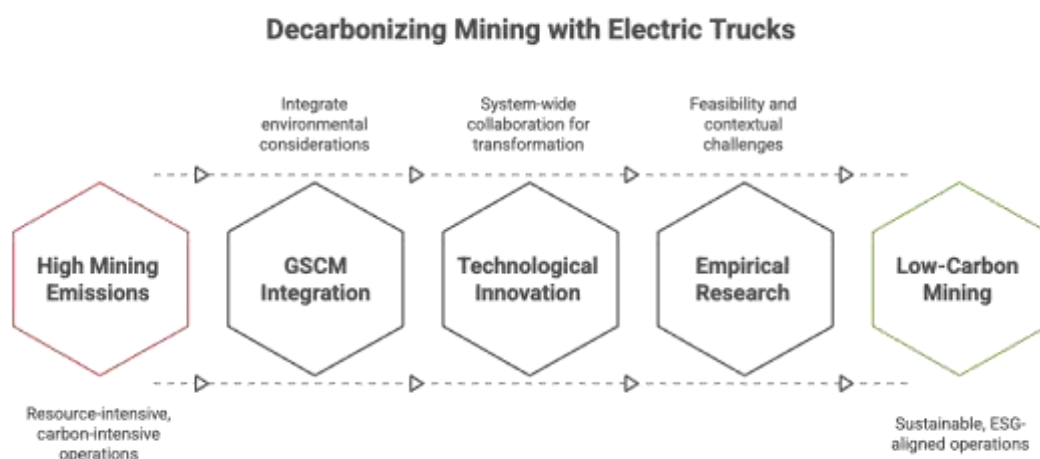 Decarbonizing Mining with Electric Trucks
Integrate
environmental
considerations
System-wide
collaboration for
transformation
Feasibility and
contextual
challenges
High Mining
Emissions
GSCM
Integration
Technological
Innovation
Empirical
Research
Low-Carbon
Mining
Resource-intensive,
carbon-intensive
operations
Sustainable, ESG-
aligned operations